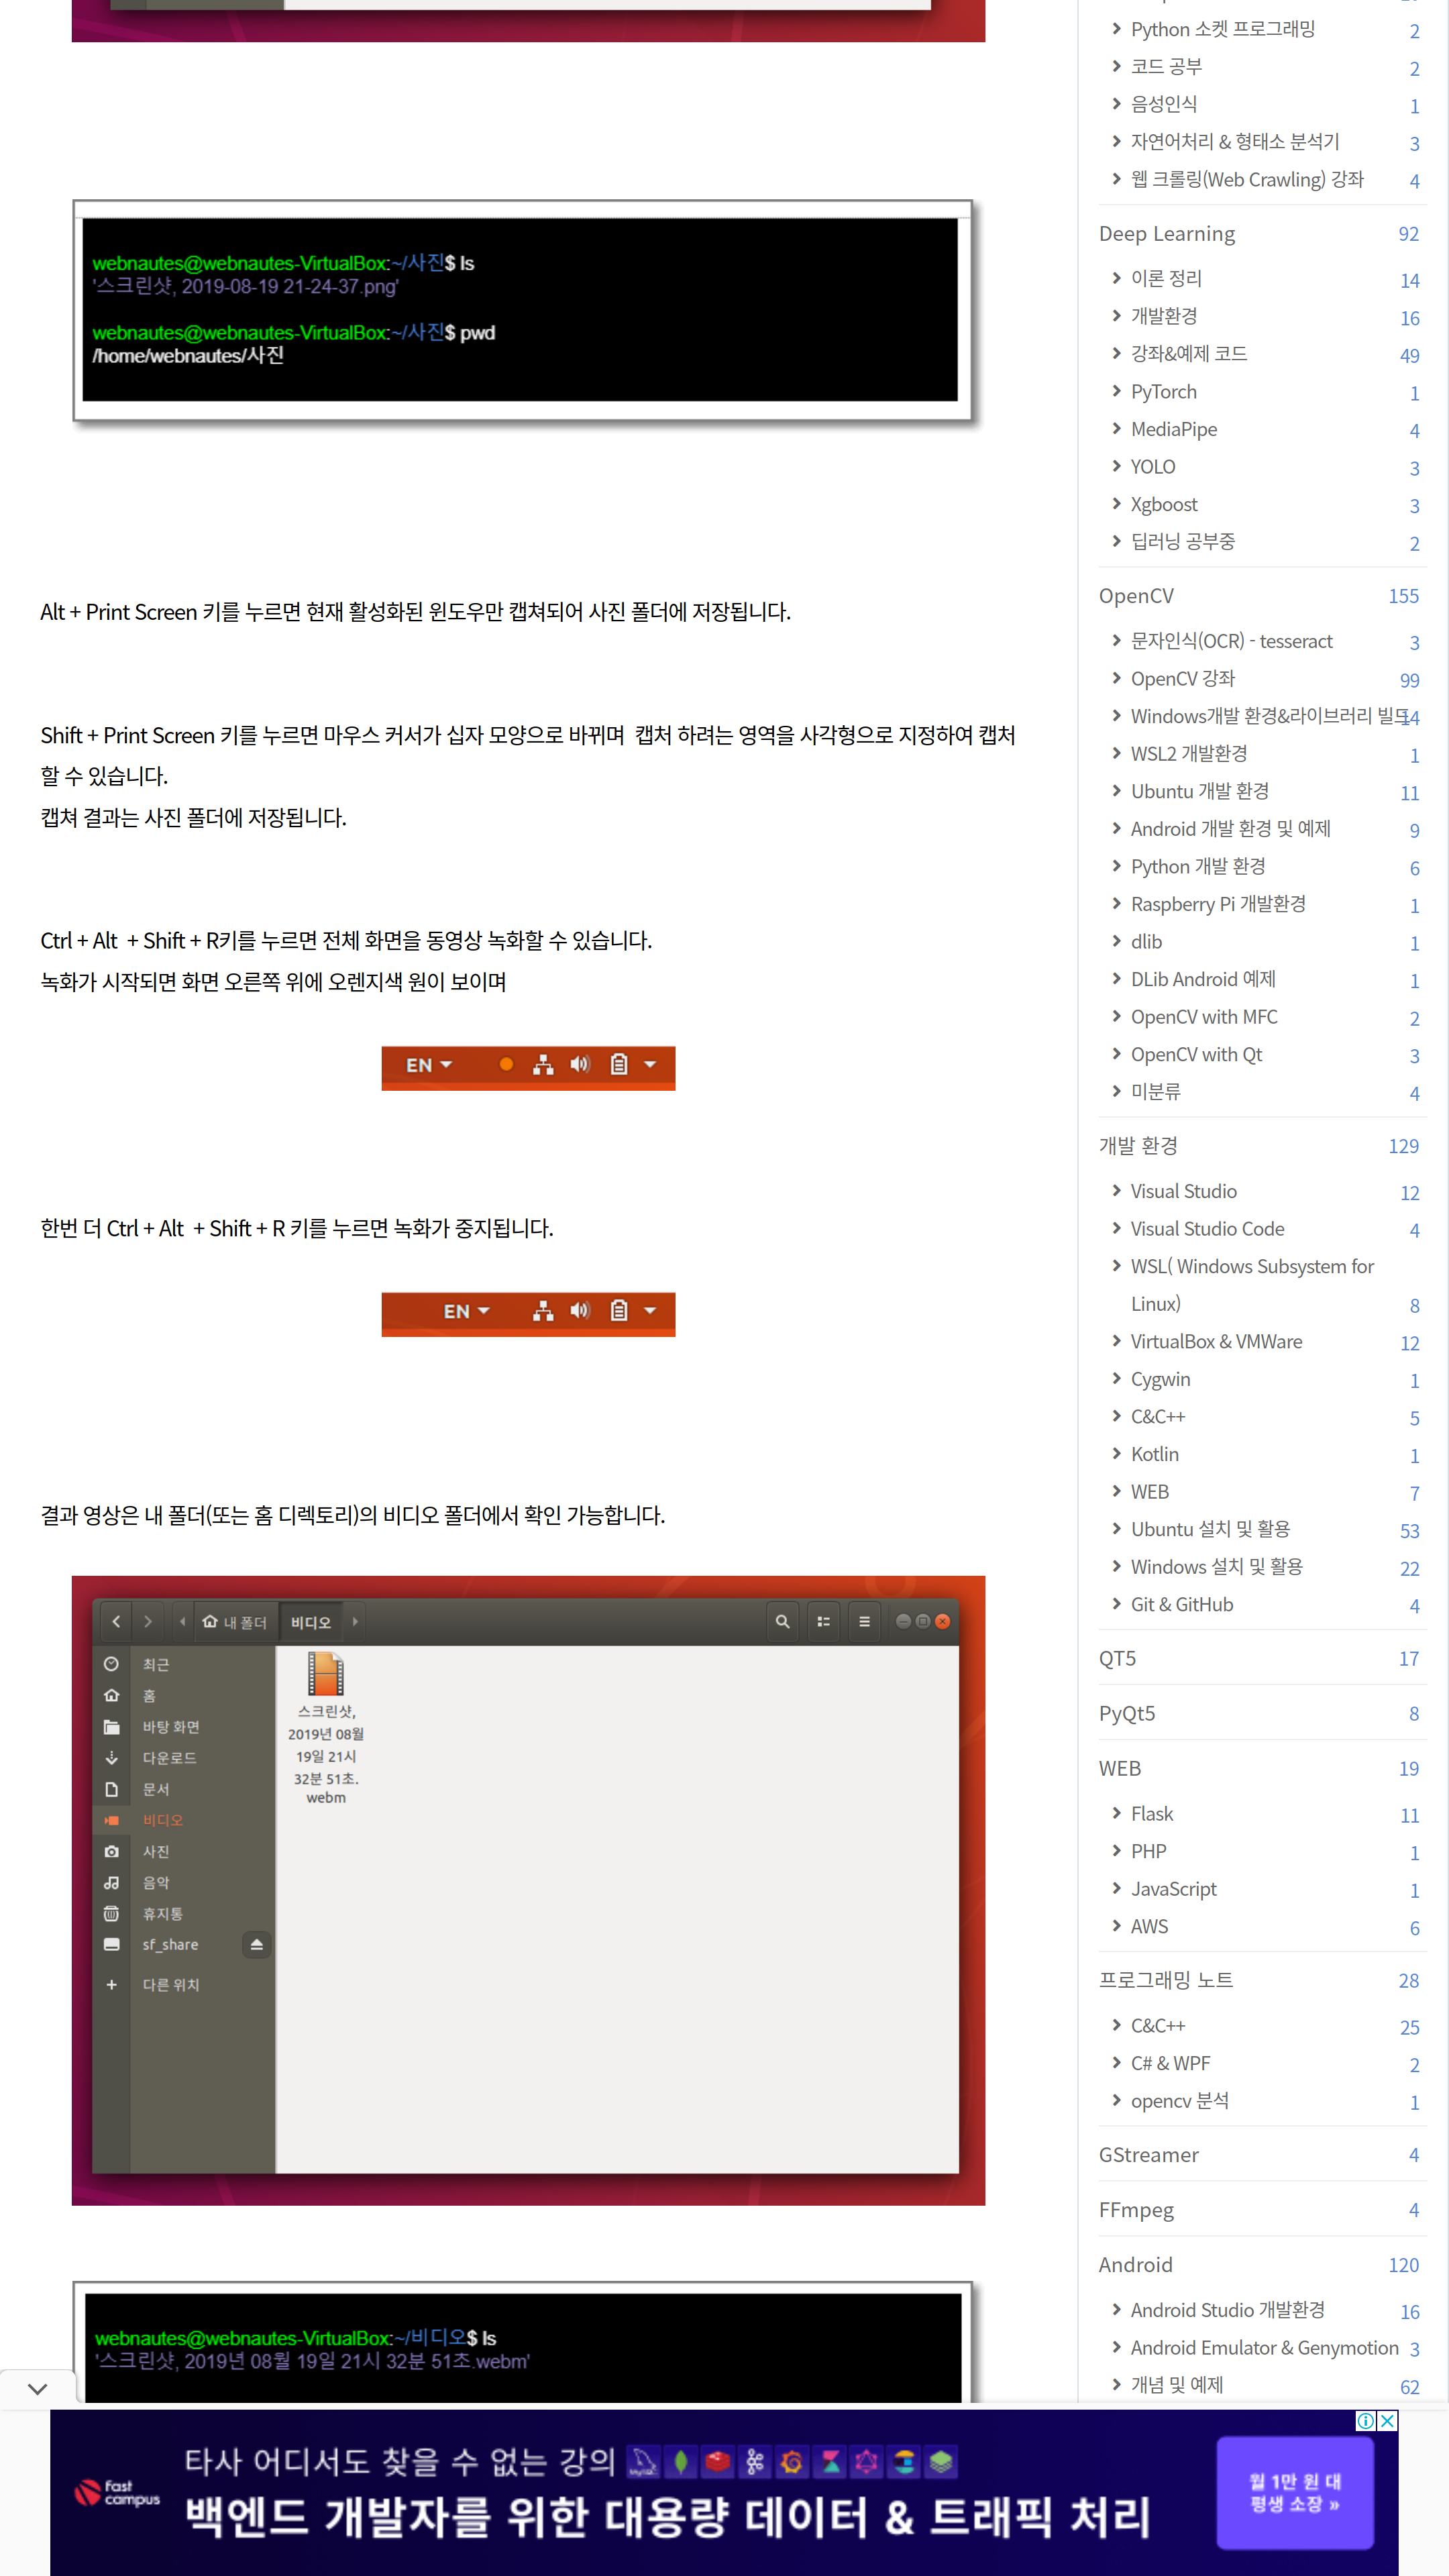 webnautes@webnautes-VirtualBox:~/사진$ ls
'스크린샷, 2019-08-19 21-24-37.png'
webnautes@webnautes-VirtualBox:~/사진$ pwd
/home/webnautes/사진
Alt + Print Screen 키를 누르면 현재 활성화된 윈도우만 캡쳐되어 사진 폴더에 저장됩니다.
Shift + Print Screen 키를 누르면 마우스 커서가 십자 모양으로 바뀌며  캡처 하려는 영역을 사각형으로 지정하여 캡처
할 수 있습니다.
캡쳐 결과는 사진 폴더에 저장됩니다.
Ctrl + Alt  + Shift + R키를 누르면 전체 화면을 동영상 녹화할 수 있습니다.
녹화가 시작되면 화면 오른쪽 위에 오렌지색 원이 보이며
EN
한번 더 Ctrl + Alt  + Shift + R 키를 누르면 녹화가 중지됩니다.
EN
결과 영상은 내 폴더(또는 홈 디렉토리)의 비디오 폴더에서 확인 가능합니다.
내 폴더 비디오
최근
홈
바탕 화면
다운로드
문서
비디오
사진
음악
휴지통
sf_share
다른 위치
스크린샷,
2019년 08월
19일 21시
32분 51초.
webm
webnautes@webnautes-VirtualBox:~/비디오$ ls
'스크린샷, 2019년 08월 19일 21시 32분 51초.webm'
Python 소켓 프로그래밍 2
코드 공부 2
음성인식 1
자연어처리 & 형태소 분석기 3
웹 크롤링(Web Crawling) 강좌 4
Deep Learning 92
이론 정리 14
개발환경 16
강좌&예제 코드 49
PyTorch 1
MediaPipe 4
YOLO 3
Xgboost 3
딥러닝 공부중 2
OpenCV 155
문자인식(OCR) - tesseract 3
OpenCV 강좌 99
Windows개발 환경&라이브러리 빌드 14
WSL2 개발환경 1
Ubuntu 개발 환경 11
Android 개발 환경 및 예제 9
Python 개발 환경 6
Raspberry Pi 개발환경 1
dlib 1
DLib Android 예제 1
OpenCV with MFC 2
OpenCV with Qt 3
미분류 4
개발 환경 129
Visual Studio 12
Visual Studio Code 4
WSL( Windows Subsystem for
Linux) 8
VirtualBox & VMWare 12
Cygwin 1
C&C++ 5
Kotlin 1
WEB 7
Ubuntu 설치 및 활용 53
Windows 설치 및 활용 22
Git & GitHub 4
QT5 17
PyQt5 8
WEB 19
Flask 11
PHP 1
JavaScript 1
AWS 6
프로그래밍 노트 28
C&C++ 25
C# & WPF 2
opencv 분석 1
GStreamer 4
FFmpeg 4
Android 120
Android Studio 개발환경 16
Android Emulator & Genymotion 3
개념 및 예제 62
fast
campus
타사 어디서도 찾을 수 없는 강의
백엔드 개발자를 위한 대용량 데이터 & 트래픽 처리
월 1만 원 대
평생 소장 »